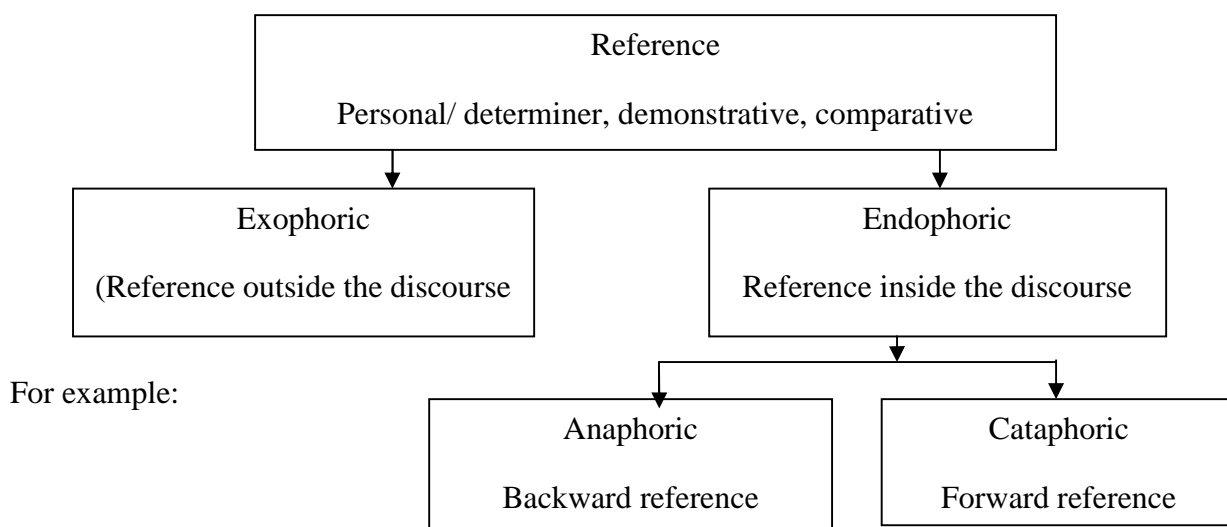 Reference
Personal/ determiner, demonstrative, comparative
Exophoric
(Reference outside the discourse
Endophoric
Reference inside the discourse
For example:
Anaphoric
Backward reference
Cataphoric
Forward reference